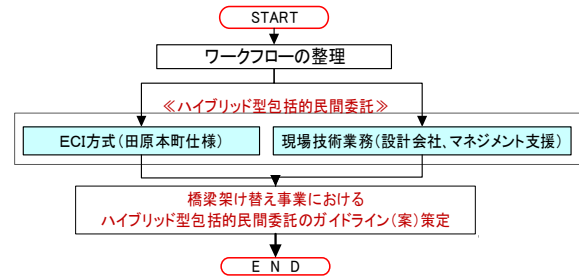 START
ワークフローの整理
≪ハイブリッド型包括的民間委託≫
ECI方式(田原本町仕様)
現場技術業務(設計会社、マネジメント支援)
橋梁架け替え事業における
ハイブリッド型包括的民間委託のガイドライン(案)策定
E N D